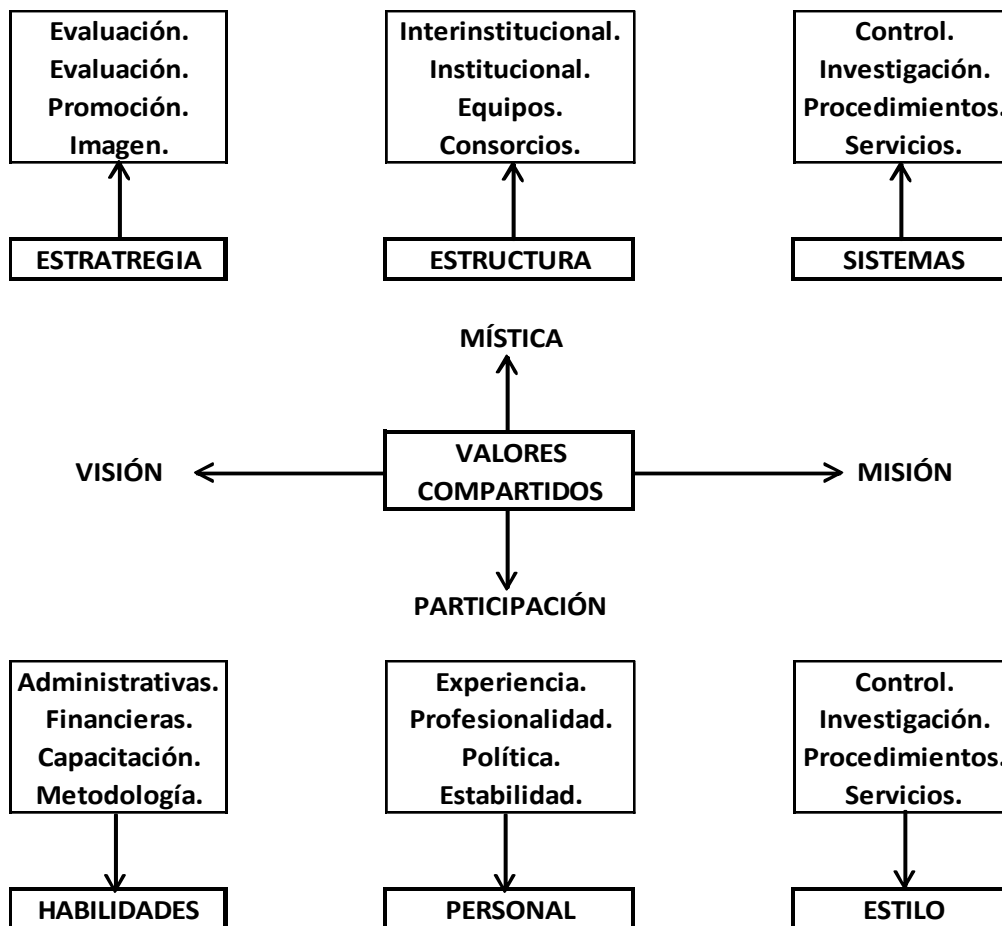 Evaluación.
Evaluación.
Promoción.
Imagen.
Interinstitucional.
Institucional.
Equipos.
Consorcios.
Control.
Investigación.
Procedimientos.
Servicios.
ESTRATREGIA
ESTRUCTURA
SISTEMAS
MÍSTICA
VISIÓN
VALORES
COMPARTIDOS
MISIÓN
PARTICIPACIÓN
Administrativas.
Financieras.
Capacitación.
Metodología.
Experiencia.
Profesionalidad.
Política.
Estabilidad.
Control.
Investigación.
Procedimientos.
Servicios.
HABILIDADES
PERSONAL
ESTILO